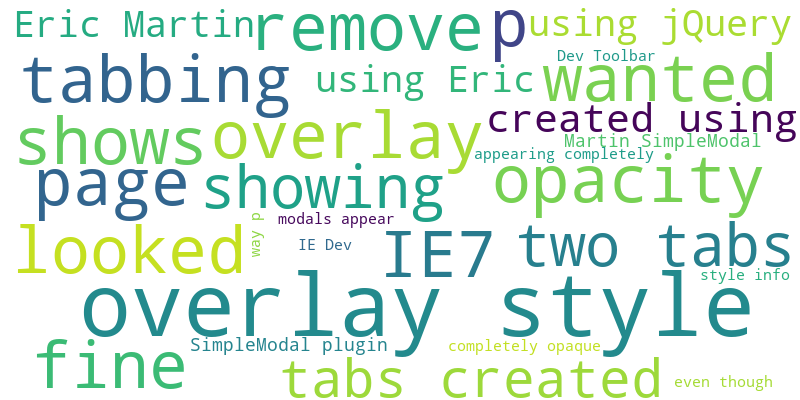 Eric Martin
remove
p
using jQuery
Dev Toolbar
tabbing
using Eric
wanted
created using
shows
overlay
Martin SimpleModal
appearing completely
page
showing
opacity
way p
modals appear
looked
IE Dev
IE7
two tabs
style info
overlay style
fine
SimpleModal plugin
completely opaque
tabs created
even though